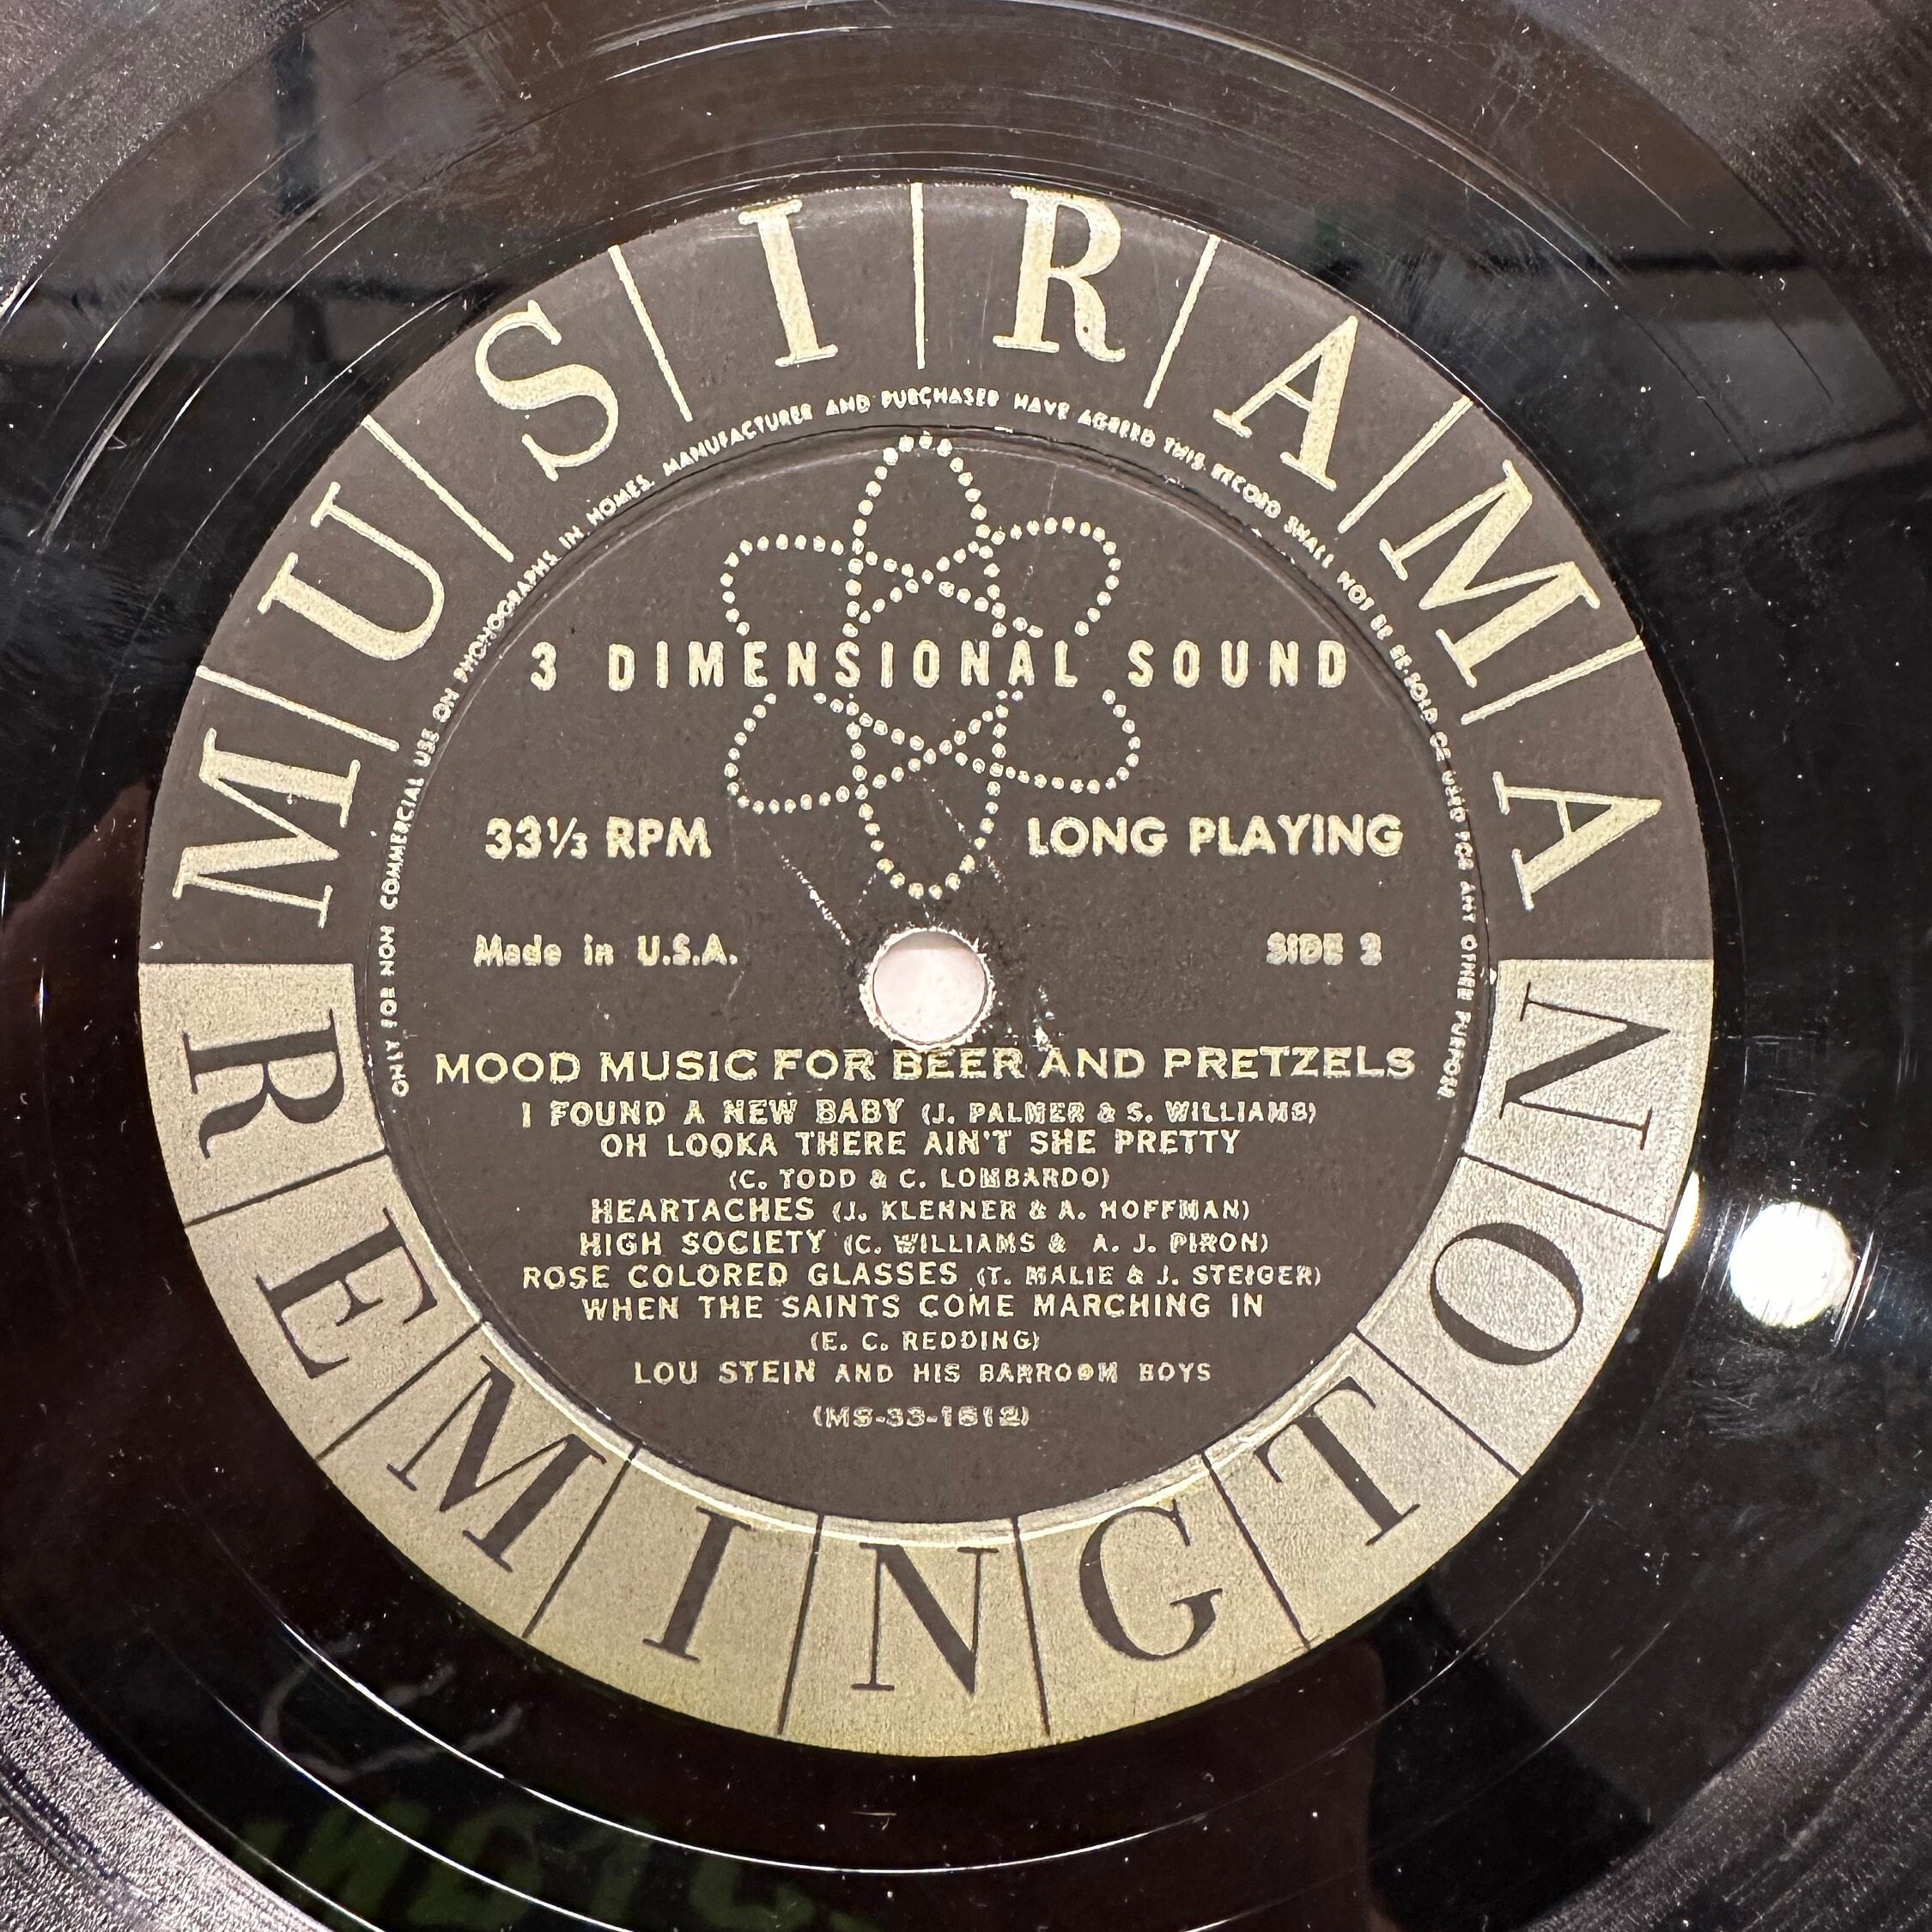 MUSIRAMA
ONLY FOR NON COMMERCIAL USE ON PHONOGRAPHS IN HOMES. MANUFACTURER AND PURCHASER HAVE AGREED THIS RECORD SHALL NOT BE RE-SOLD OR USED FOR ANY OTHER PURPOSE
3 DIMENSIONAL SOUND
33⅓ RPM LONG PLAYING
Made in U.S.A. SIDE 2
MOOD MUSIC FOR BEER AND PRETZELS
I FOUND A NEW BABY (J. PALMER & S. WILLIAMS)
OH LOOKA THERE AIN'T SHE PRETTY
(C. TODD & C. LOMBARDO)
HEARTACHES (J. KLENNER & A. HOFFMAN)
HIGH SOCIETY (C. WILLIAMS & A. J. PIRON)
ROSE COLORED GLASSES (T. MALIE & J. STEIGER)
WHEN THE SAINTS COME MARCHING IN
(E. C. REDDING)
LOU STEIN AND HIS BARROOM BOYS
(MS-33-1612)
REMINGTON